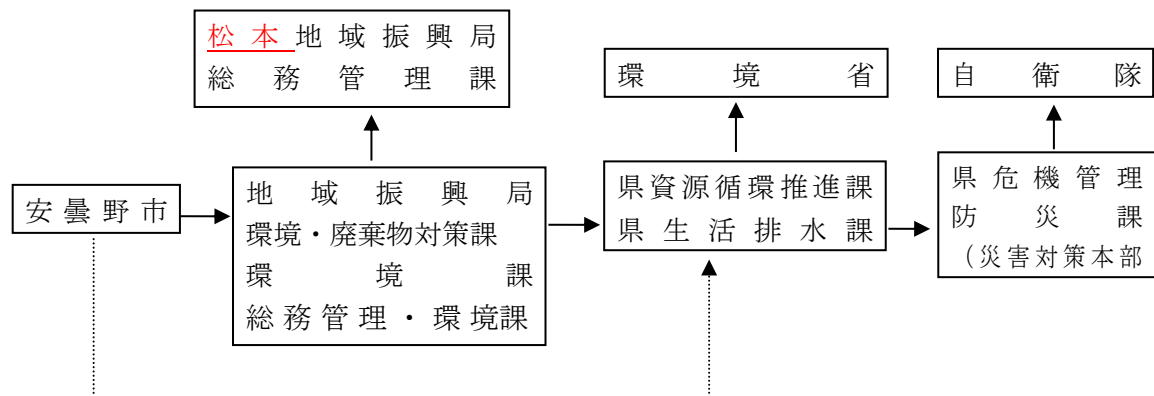 松本地域振興局
総務管理課
環境省
自衛隊
安曇野市
地域振興局
環境・廃棄物対策課
環境課
総務管理・環境課
県資源循環推進課
県生活排水課
県危機管理
防災課
（災害対策本部